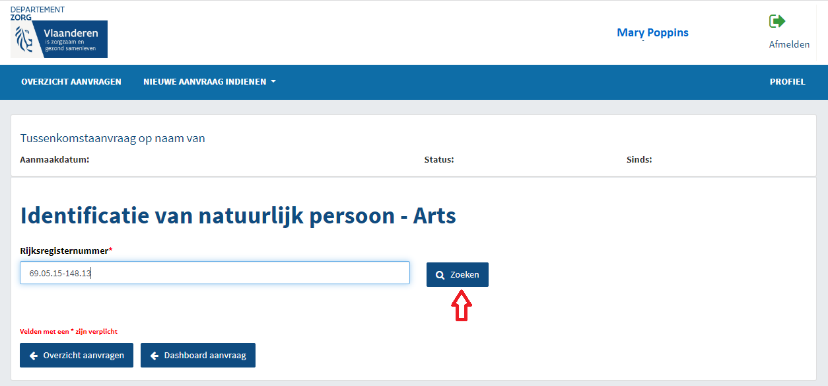 DEPARTEMENT
ZORG
Vlaanderen
is zorgzaam en
gezond samenleven
Mary Poppins
Afmelden
OVERZICHT AANVRAGEN NIEUWE AANVRAAG INDIENEN PROFIEL
Tussenkomstaanvraag op naam van
Aanmaakdatum: Status: Sinds:
Identificatie van natuurlijk persoon - Arts
Rijksregisternummer*
69.05.15-148.13
Zoeken
Velden met een * zijn verplicht
Overzicht aanvragen Dashboard aanvraag